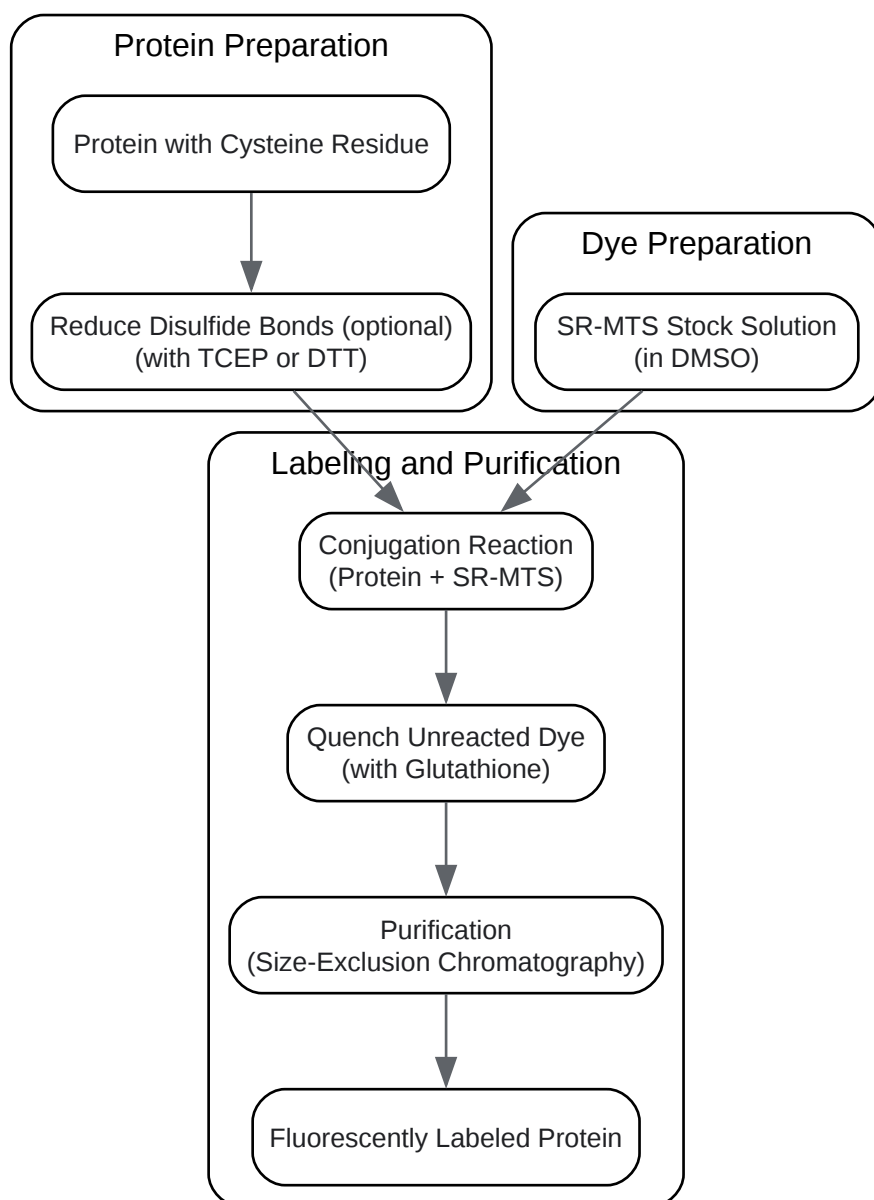 Protein Preparation
Protein with Cysteine Residue
Reduce Disulfide Bonds (optional)
(with TCEP or DTT)
Dye Preparation
SR-MTS Stock Solution
(in DMSO)
Labeling and Purification
Conjugation Reaction
(Protein + SR-MTS)
Quench Unreacted Dye
(with Glutathione)
Purification
(Size-Exclusion Chromatography)
Fluorescently Labeled Protein